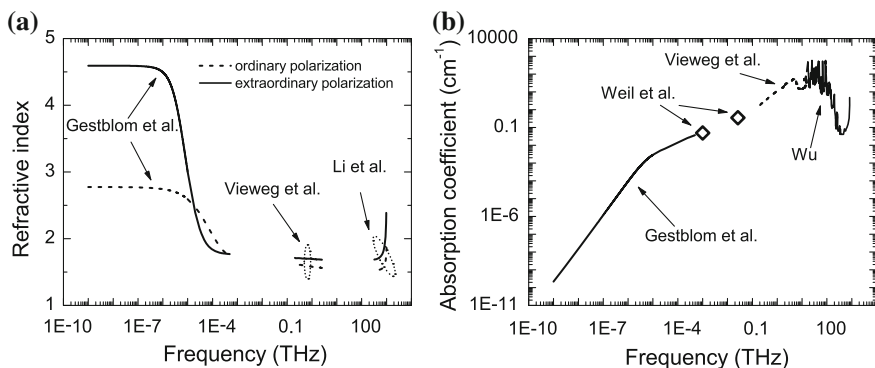 (a)
5
4
3
2
1
Refractive index
ordinary polarization
extraordinary polarization
Gestblom et al.
Vieweg et al.
Li et al.
1E-10
1E-7
1E-4
0.1
100
Frequency (THz)
(b)
10000
0.1
1E-6
1E-11
Absorption coefficient (cm⁻¹)
Vieweg et al.
Weil et al.
Wu
Gestblom et al.
1E-10
1E-7
1E-4
0.1
100
Frequency (THz)